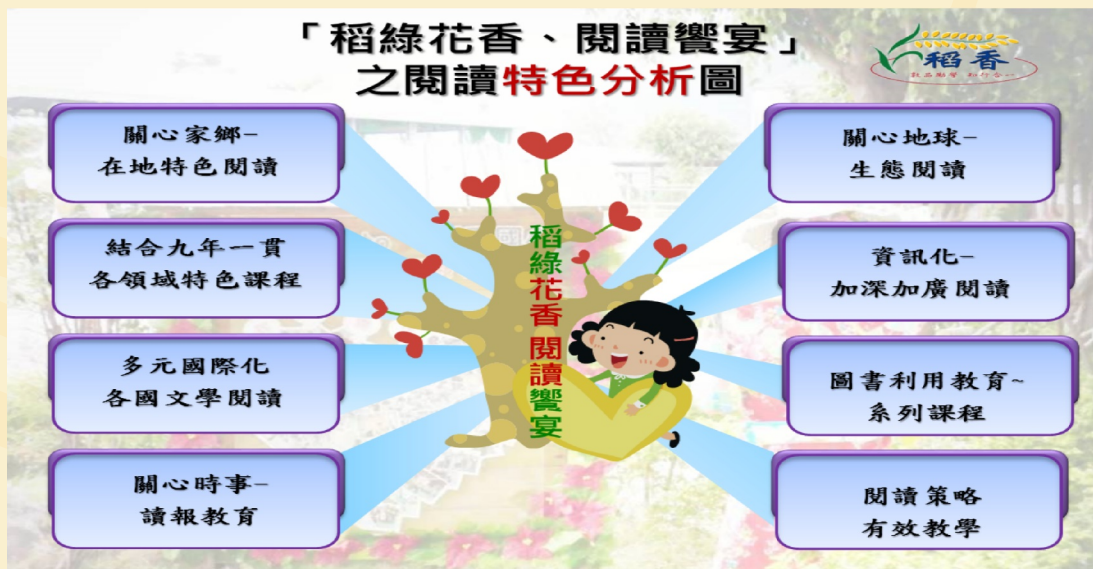 「稻綠花香、閱讀饗宴」
之閱讀特色分析圖
稻香
關心家鄉–
在地特色閱讀
結合九年一貫
各領域特色課程
多元國際化
各國文學閱讀
關心時事–
讀報教育
稻綠花香 閱讀饗宴
關心地球–
生態閱讀
資訊化–
加深加廣閱讀
圖書利用教育~
系列課程
閱讀策略
有效教學